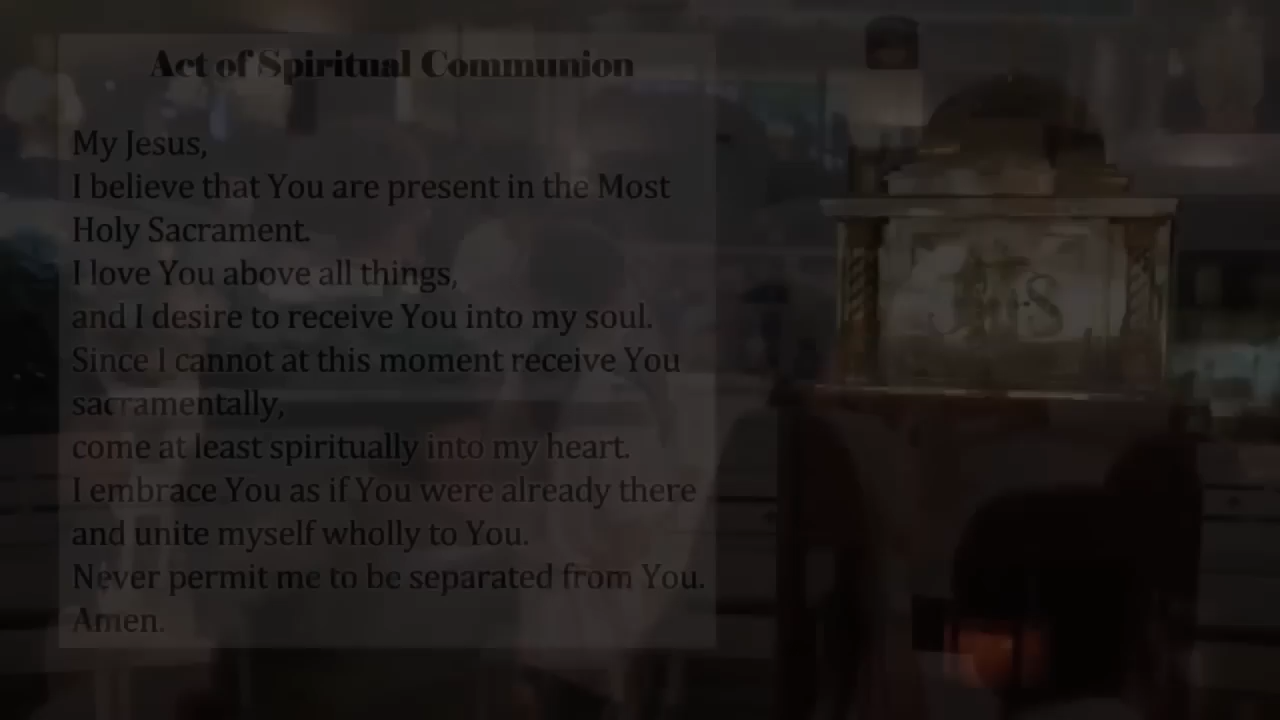 Act of Spiritual Communion
My Jesus,
I believe that You are present in the Most
Holy Sacrament.
I love You above all things,
and I desire to receive You into my soul.
Since I cannot at this moment receive You
sacramentally,
come at least spiritually into my heart.
I embrace You as if You were already there
and unite myself wholly to You.
Never permit me to be separated from You.
Amen.
IHS